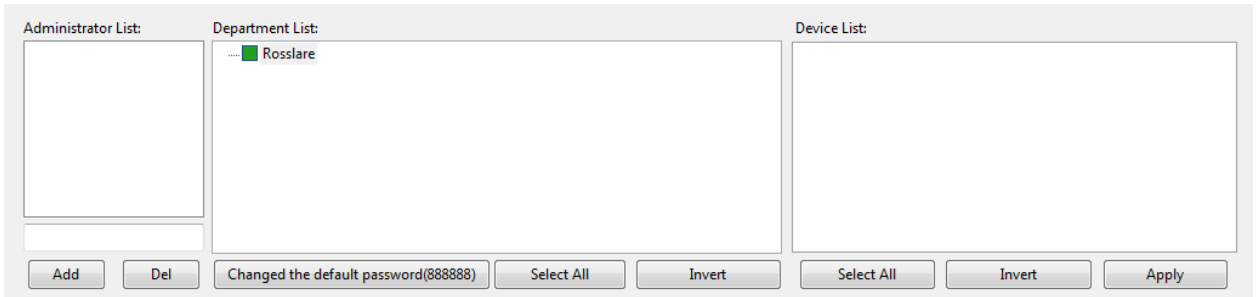 Administrator List:
Department List:
Device List:
Rosslare
Add
Del
Changed the default password(888888)
Select All
Invert
Select All
Invert
Apply